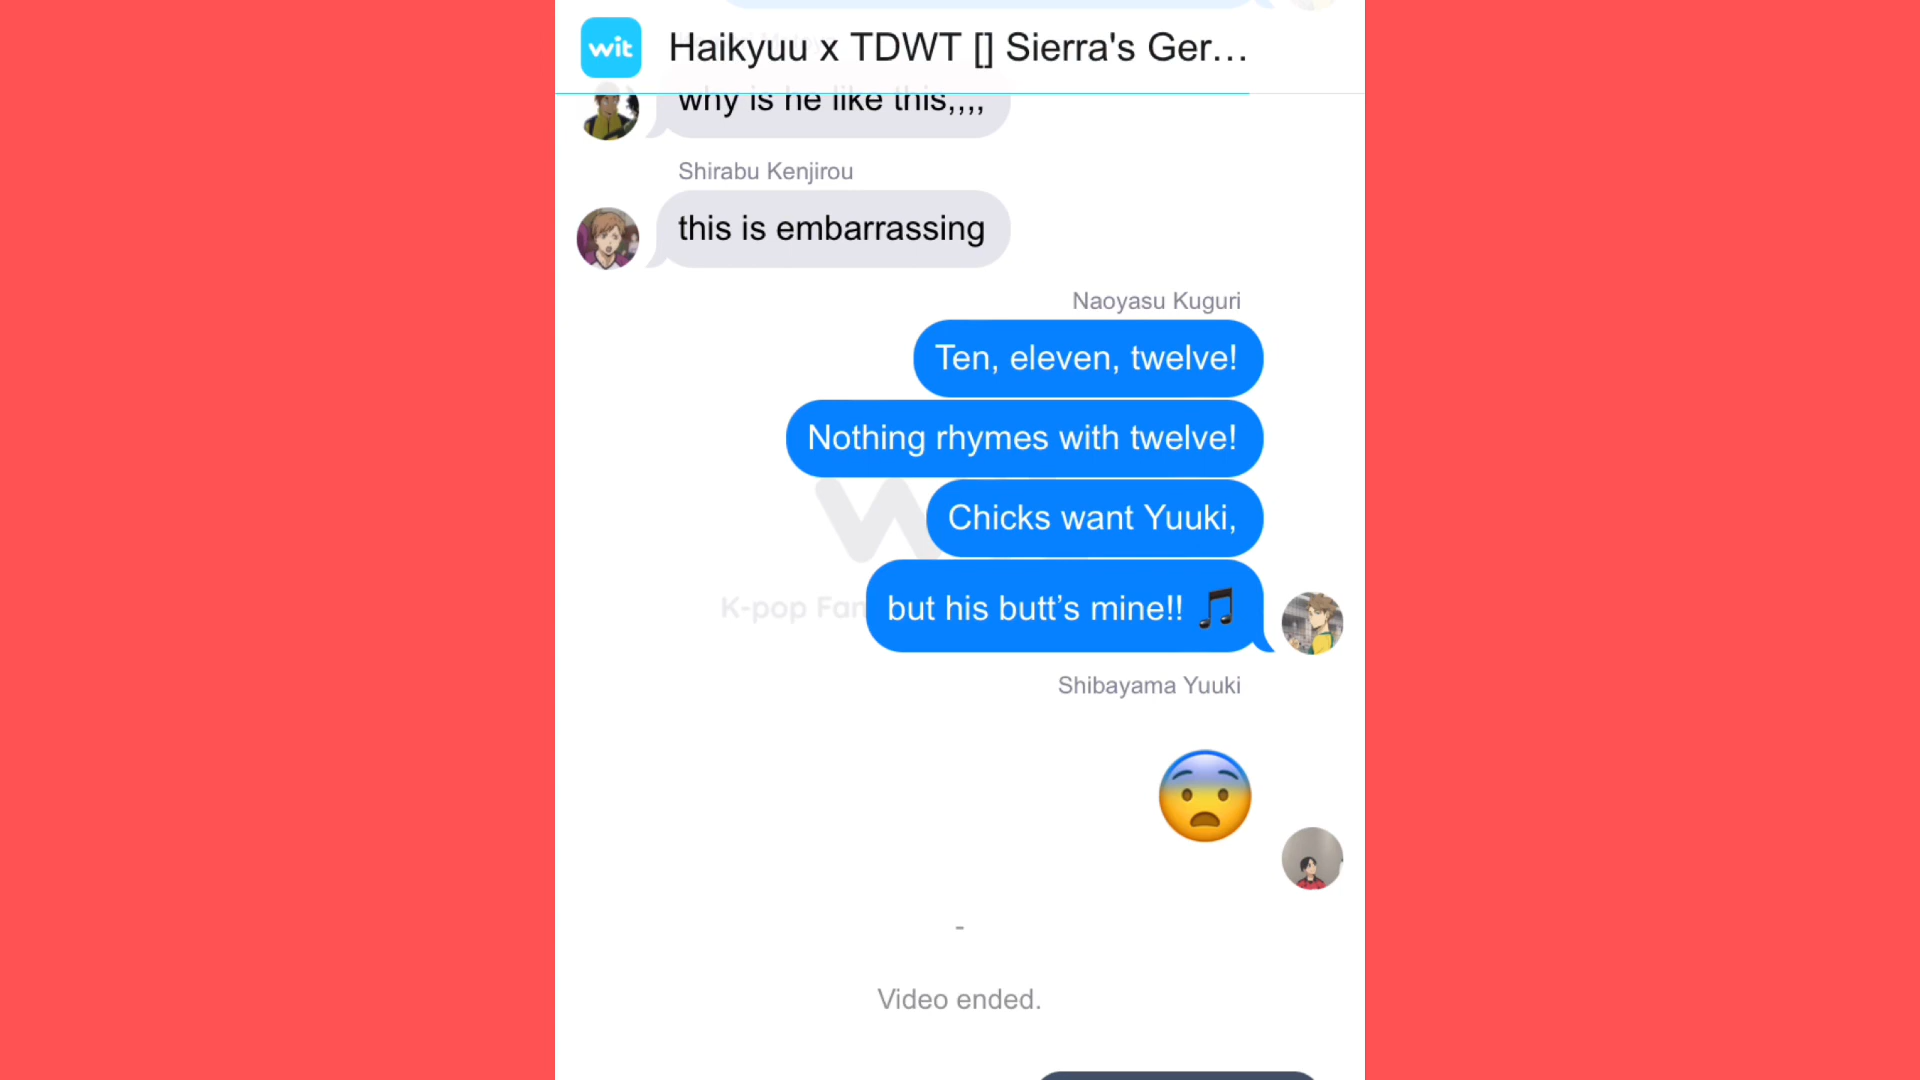 wit
Haikyuu x TDWT [] Sierra's Ger...
why is he like this,,,,
Shirabu Kenjirou
this is embarrassing
Naoyasu Kuguri
Ten, eleven, twelve!
Nothing rhymes with twelve!
Chicks want Yuuki,
K-pop Fan
but his butt’s mine!! 🎵
Shibayama Yuuki
😨
-
Video ended.